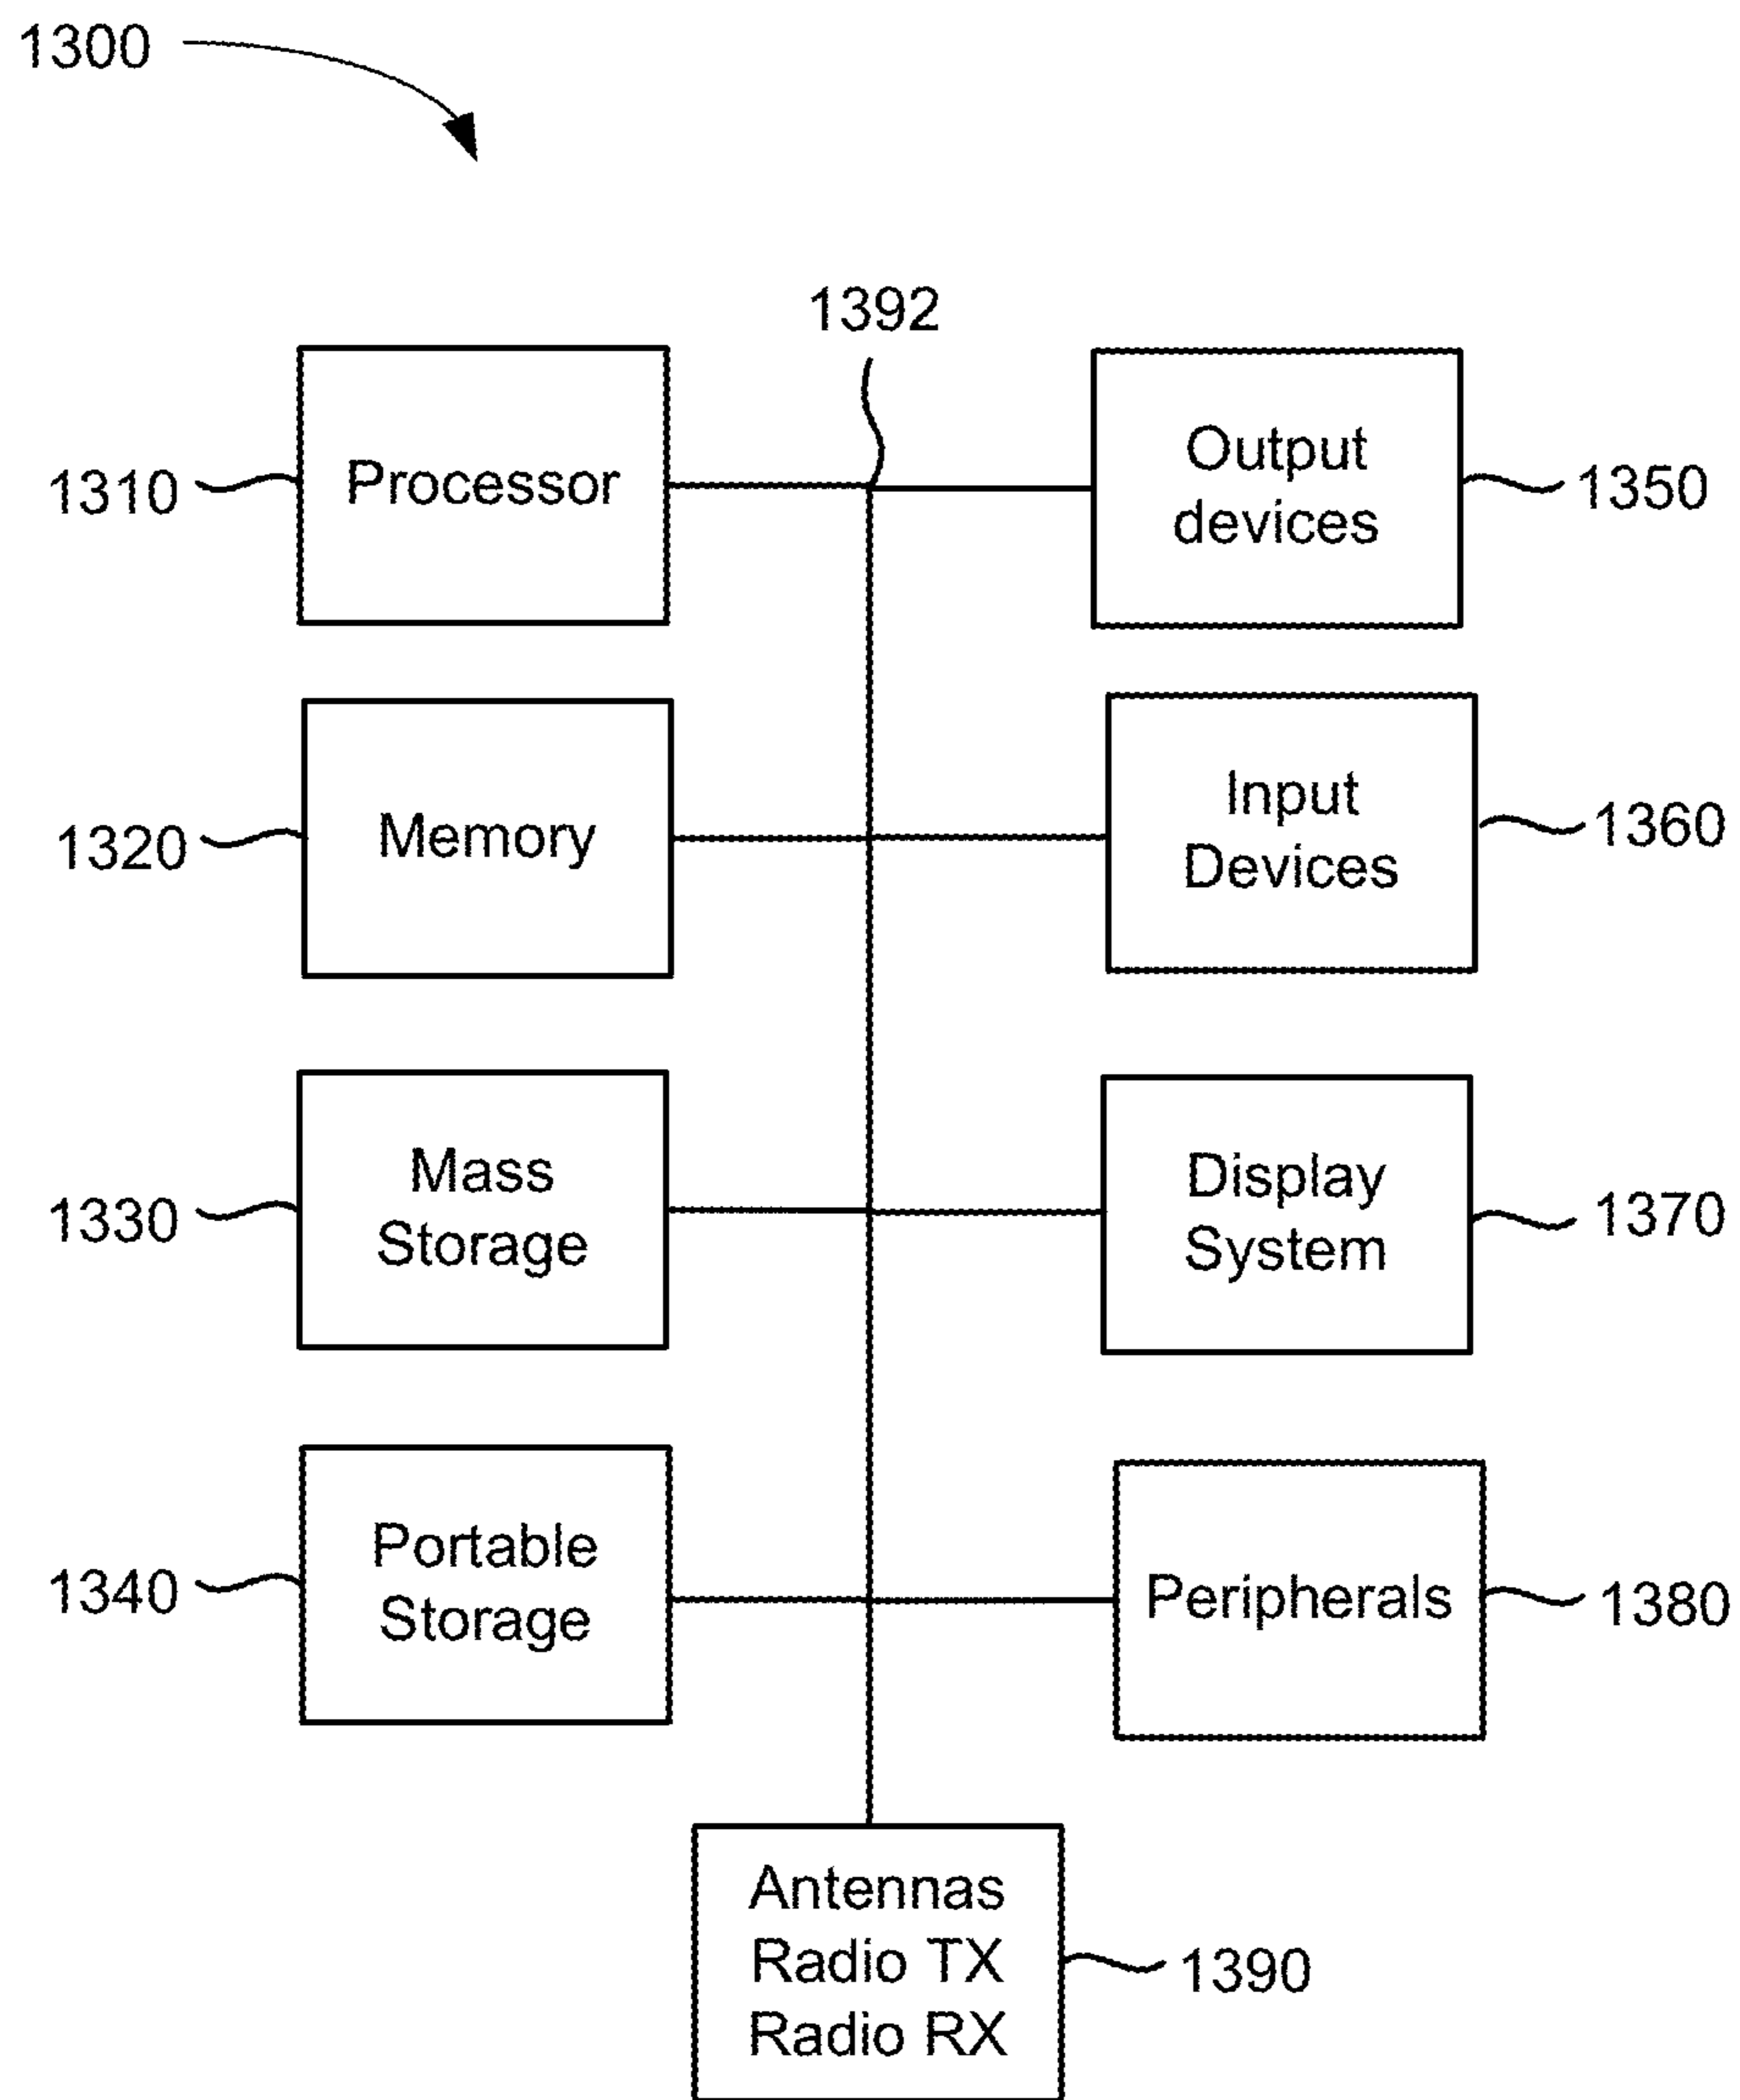 1300
1392
1310
Processor
Output
devices
1350
1320
Memory
Input
Devices
1360
1330
Mass
Storage
Display
System
1370
1340
Portable
Storage
Peripherals
1380
Antennas
Radio TX
Radio RX
1390